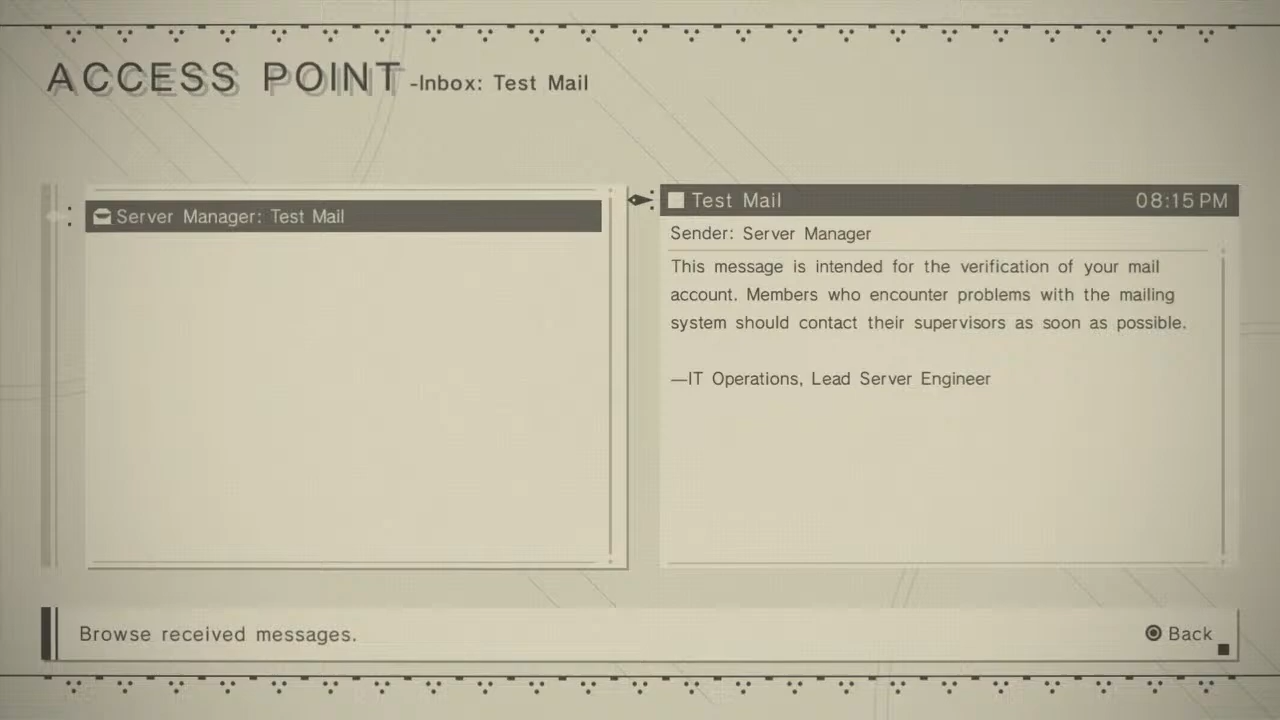 ACCESS POINT -Inbox: Test Mail
Server Manager: Test Mail
Test Mail 08:15 PM
Sender: Server Manager
This message is intended for the verification of your mail
account. Members who encounter problems with the mailing
system should contact their supervisors as soon as possible.
—IT Operations, Lead Server Engineer
Browse received messages.
Back